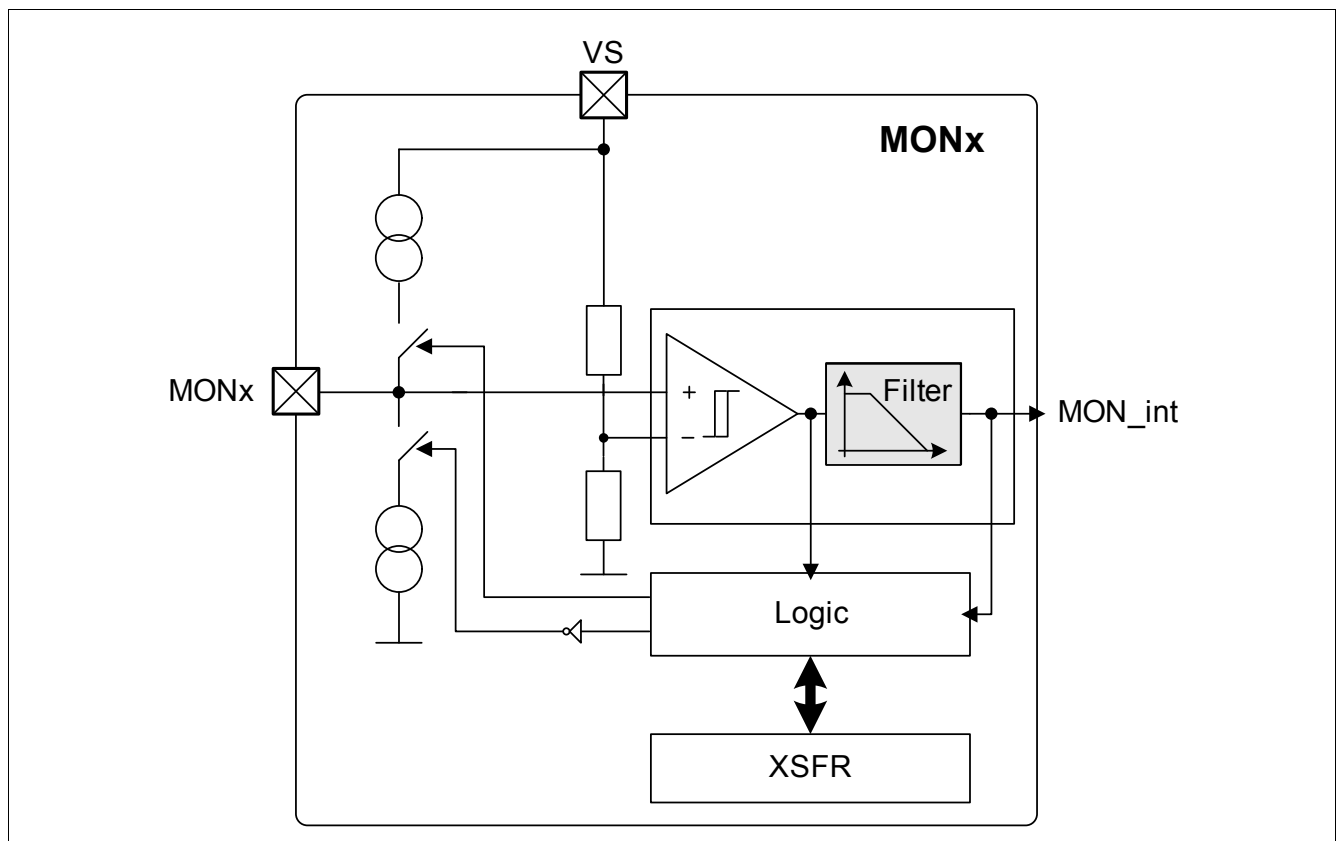 VS
MONx
MONx
+
Filter
−
MON_int
Logic
XSFR